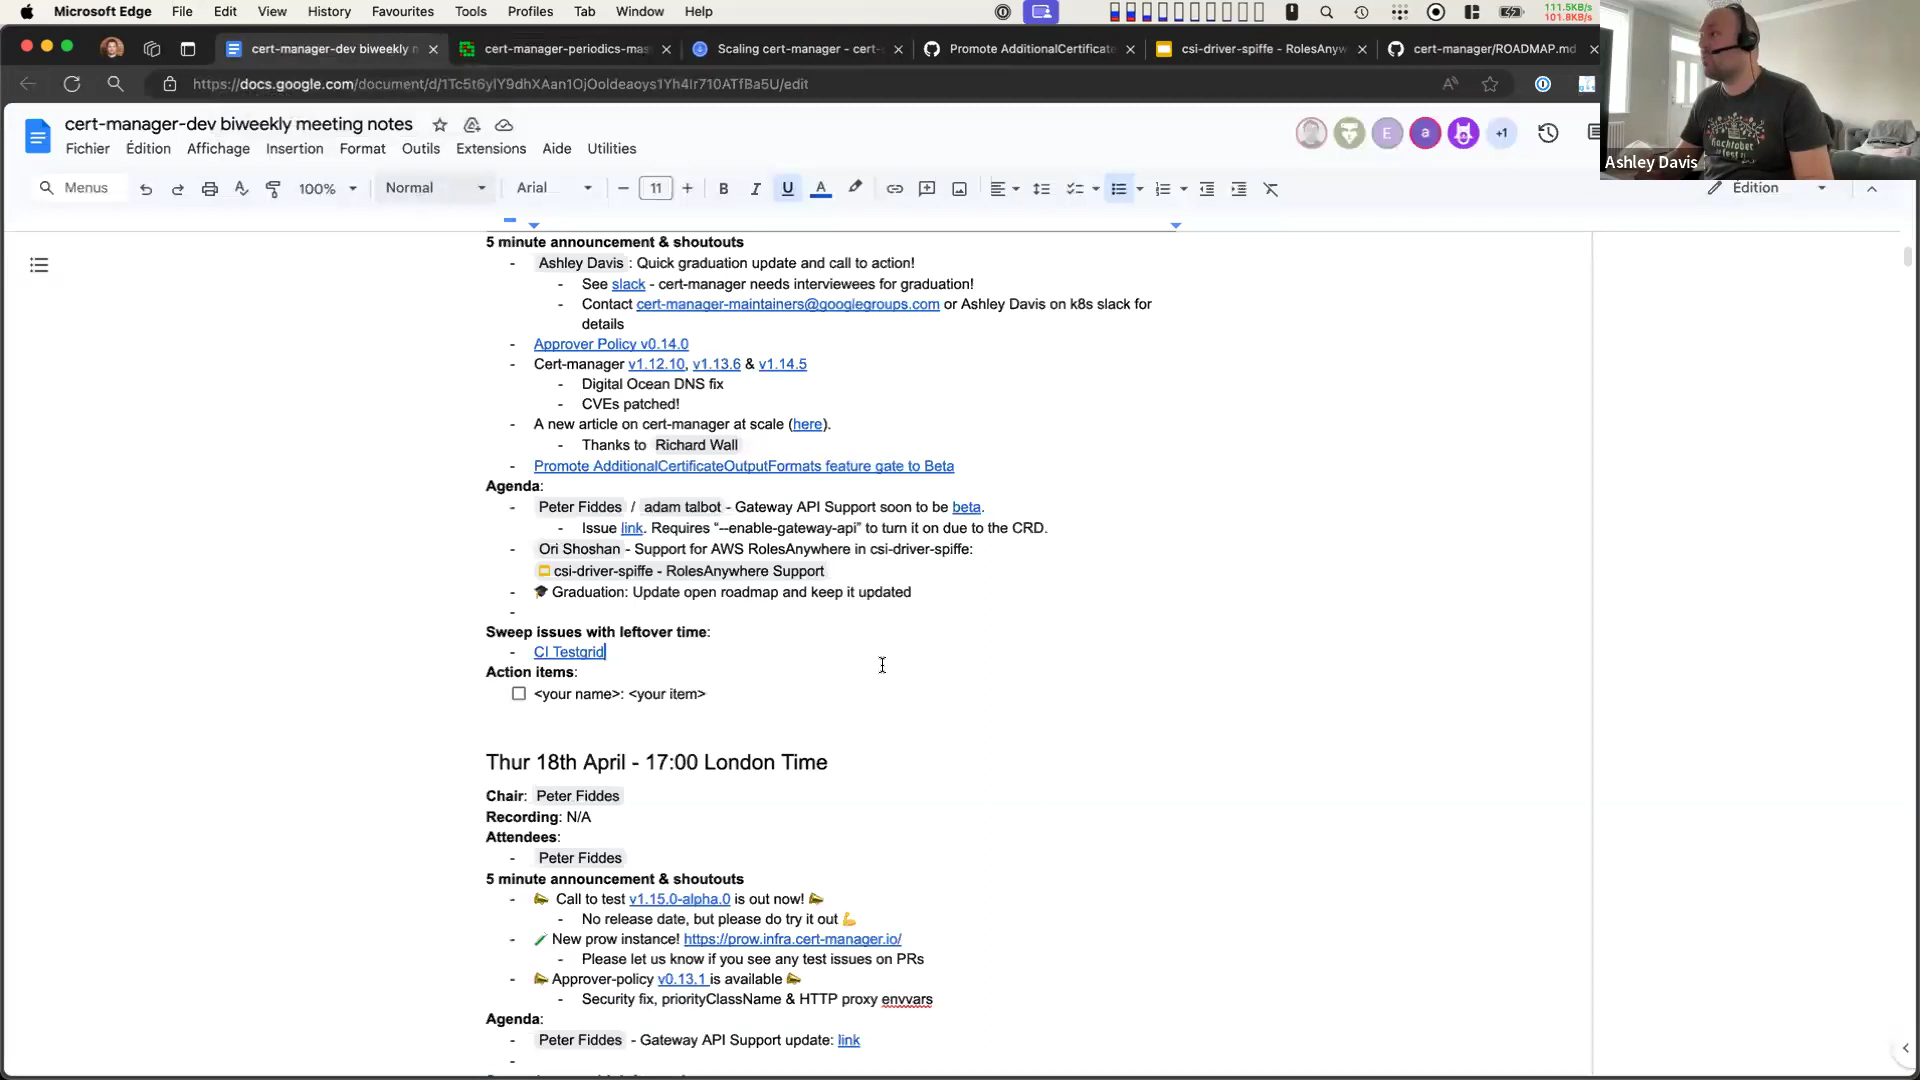 Microsoft Edge File Edit View History Favourites Tools Profiles Tab Window Help
111.5KB/s
101.8KB/s
cert-manager-dev biweekly
cert-manager-periodics-mas
Scaling cert-manager - cert-
Promote AdditionalCertificate
csi-driver-spiffe - RolesAnyw
cert-manager/ROADMAP.md
https://docs.google.com/document/d/1Tc5t6ylY9dhXAan1OjOoldeaoys1Yh4Ir710ATfBa5U/edit
cert-manager-dev biweekly meeting notes
E
a
+1
Fichier Édition Affichage Insertion Format Outils Extensions Aide Utilities
Ashley Davis
Menus 100% Normal Arial 11 Édition
5 minute announcement & shoutouts
- Ashley Davis : Quick graduation update and call to action!
- See slack - cert-manager needs interviewees for graduation!
- Contact cert-manager-maintainers@googlegroups.com or Ashley Davis on k8s slack for
details
- Approver Policy v0.14.0
- Cert-manager v1.12.10, v1.13.6 & v1.14.5
- Digital Ocean DNS fix
- CVEs patched!
- A new article on cert-manager at scale (here).
- Thanks to Richard Wall
- Promote AdditionalCertificateOutputFormats feature gate to Beta
Agenda:
- Peter Fiddes / adam talbot - Gateway API Support soon to be beta.
- Issue link. Requires “--enable-gateway-api” to turn it on due to the CRD.
- Ori Shoshan - Support for AWS RolesAnywhere in csi-driver-spiffe:
csi-driver-spiffe - RolesAnywhere Support
- 🎓 Graduation: Update open roadmap and keep it updated
-
Sweep issues with leftover time:
- CI Testgrid
Action items:
<your name>: <your item>
Thur 18th April - 17:00 London Time
Chair: Peter Fiddes
Recording: N/A
Attendees:
- Peter Fiddes
5 minute announcement & shoutouts
- 📣 Call to test v1.15.0-alpha.0 is out now! 📣
- No release date, but please do try it out 💪
- 🧪 New prow instance! https://prow.infra.cert-manager.io/
- Please let us know if you see any test issues on PRs
- 📣 Approver-policy v0.13.1 is available 📣
- Security fix, priorityClassName & HTTP proxy envvars
Agenda:
- Peter Fiddes - Gateway API Support update: link
-